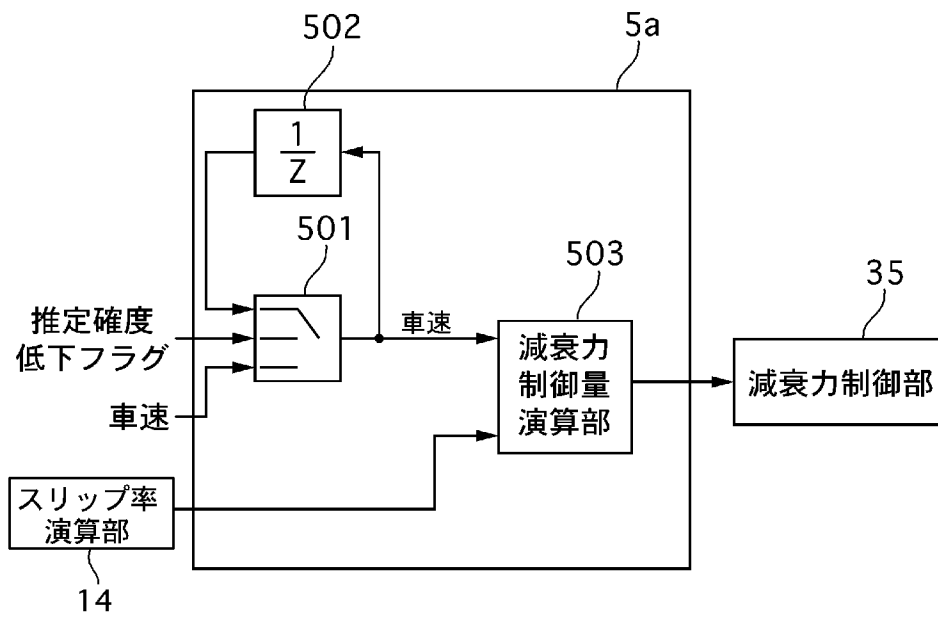 502
5a
1
Z
501
503
35
推定確度
低下フラグ
車速
車速
減衰力
制御量
演算部
減衰力制御部
スリップ率
演算部
14